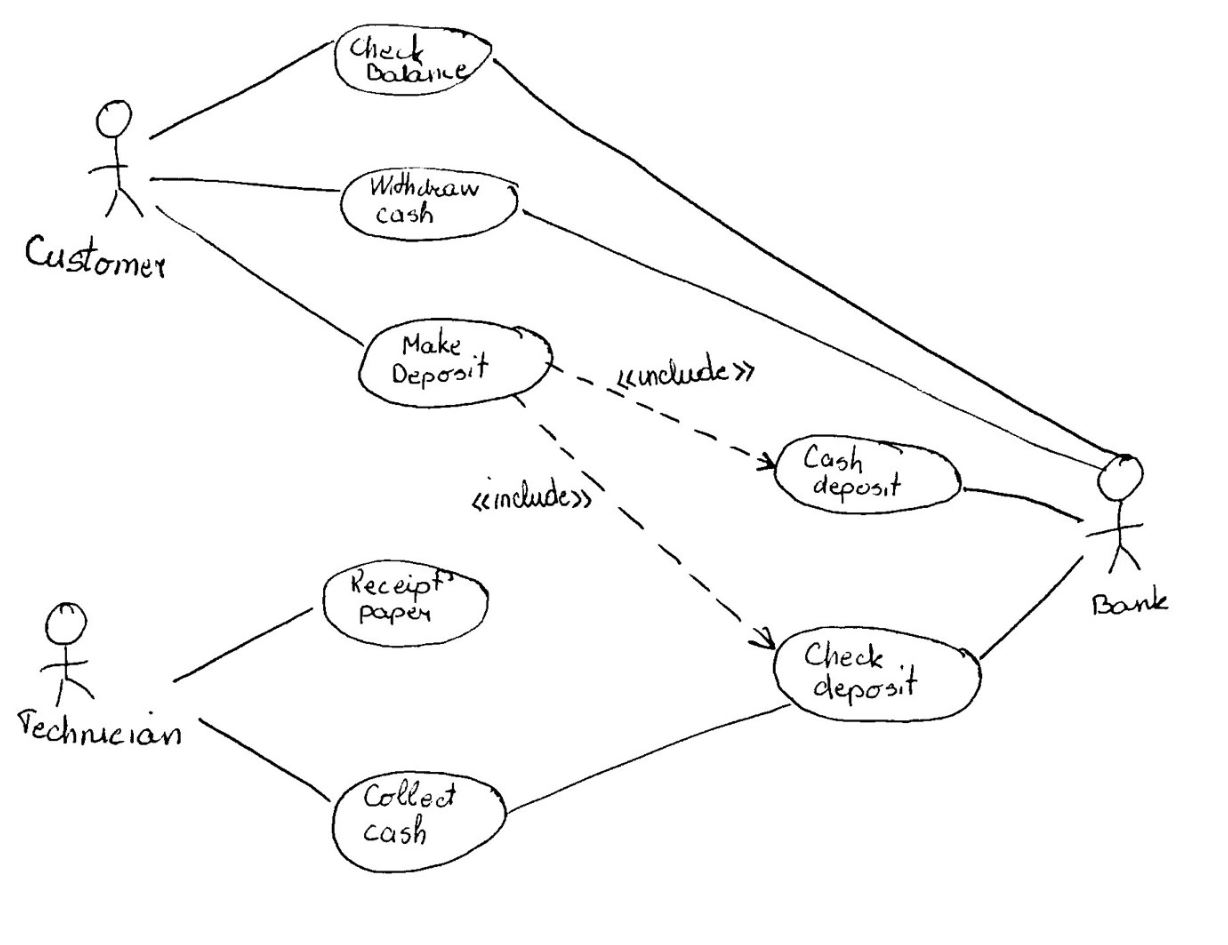 Check
Balance
Withdraw
cash
Customer
Make
Deposit
<<include>>
Cash
deposit
<<include>>
Receipt
paper
Bank
Check
deposit
Technician
Collect
cash